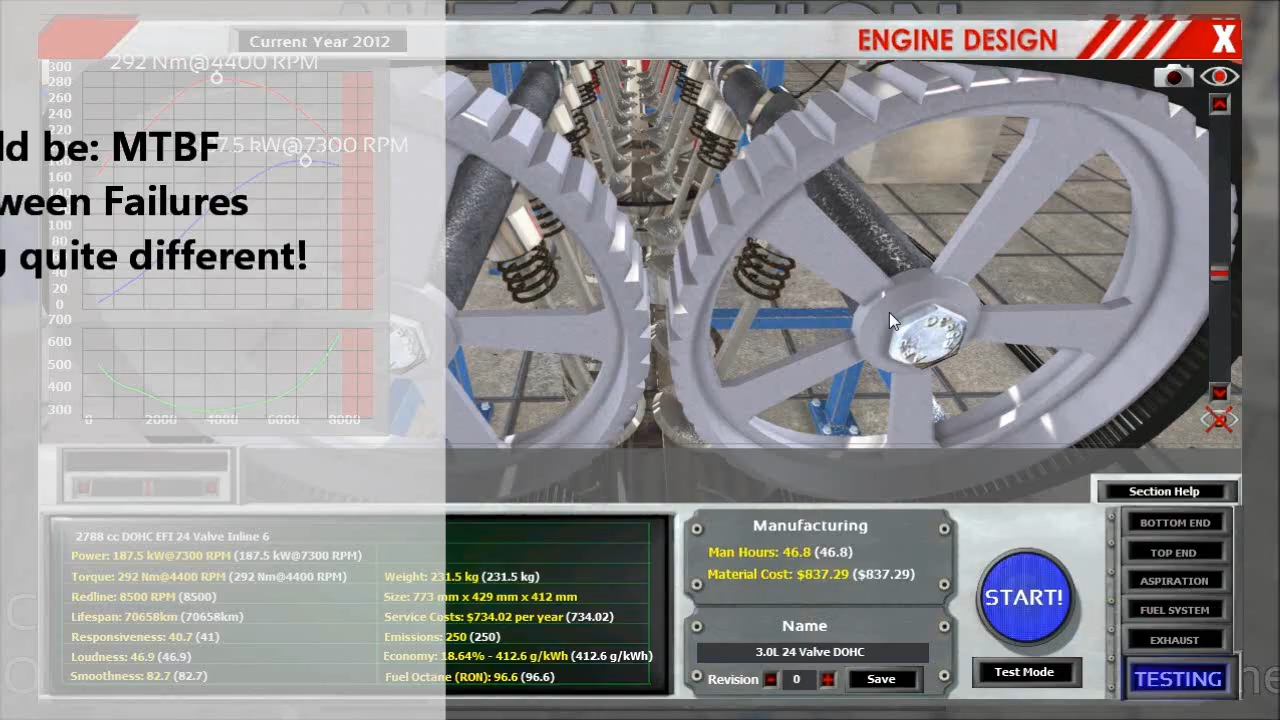 AUTOMATION
Current Year 2012
ENGINE DESIGN
X
292 Nm@4400 RPM
7.5 kW@7300 RPM
ld be: MTBF
ween Failures
g quite different!
300
280
260
240
220
160
140
100
80
40
20
0
700
600
500
400
300
0 2000 4000 6000 8000
Section Help
2788 cc DOHC EFI 24 Valve Inline 6
Power: 187.5 kW@7300 RPM (187.5 kW@7300 RPM)
Torque: 292 Nm@4400 RPM (292 Nm@4400 RPM)
Redline: 8500 RPM (8500)
Lifespan: 70658km (70658km)
Responsiveness: 40.7 (41)
Loudness: 46.9 (46.9)
Smoothness: 82.7 (82.7)
Weight: 231.5 kg (231.5 kg)
Size: 773 mm x 429 mm x 412 mm
Service Costs: $734.02 per year (734.02)
Emissions: 250 (250)
Economy: 18.64% - 412.6 g/kWh (412.6 g/kWh)
Fuel Octane (RON): 96.6 (96.6)
Manufacturing
Man Hours: 46.8 (46.8)
Material Cost: $837.29 ($837.29)
Name
3.0L 24 Valve DOHC
Revision - 0 + Save
START!
Test Mode
BOTTOM END
TOP END
ASPIRATION
FUEL SYSTEM
EXHAUST
TESTING